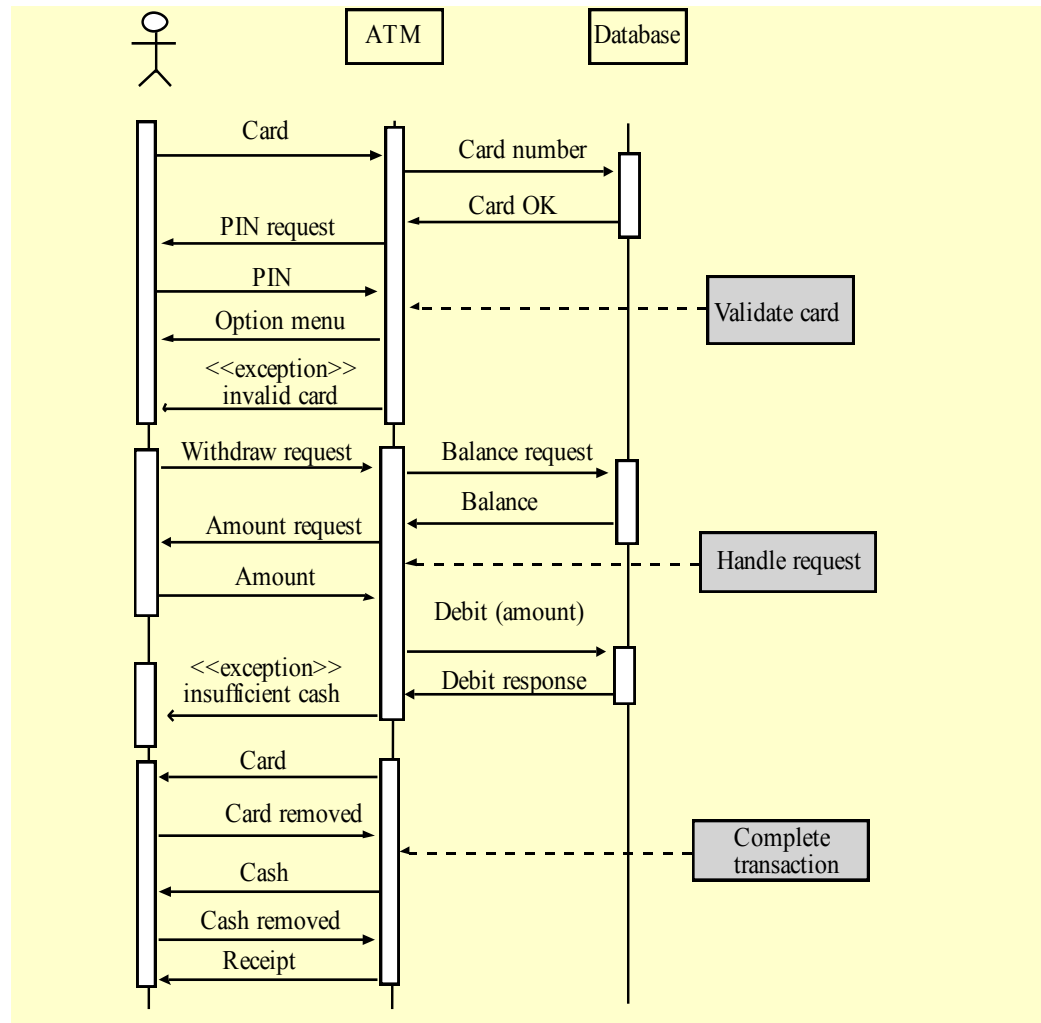 ATM
Database
Card
Card number
Card OK
PIN request
PIN
Validate card
Option menu
<<exception>>
invalid card
Withdraw request
Balance request
Balance
Amount request
Handle request
Amount
Debit (amount)
<<exception>>
insufficient cash
Debit response
Card
Card removed
Complete
transaction
Cash
Cash removed
Receipt